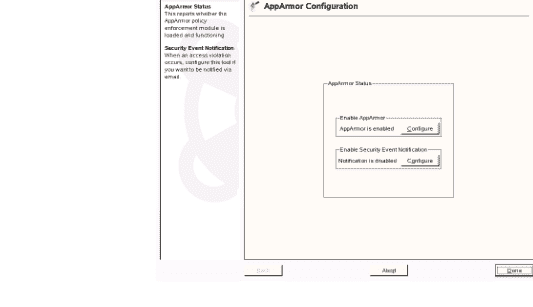 AppArmor Status
This reports whether the
AppArmor policy
enforcement module is
loaded and functioning
Security Event Notification
When an access violation
occurs, configure this tool if
you want to be notified via
email
AppArmor Configuration
AppArmor Status
Enable AppArmor
AppArmor is enabled Configure
Enable Security Event Notification
Notification is disabled Configure
Back Abort Done